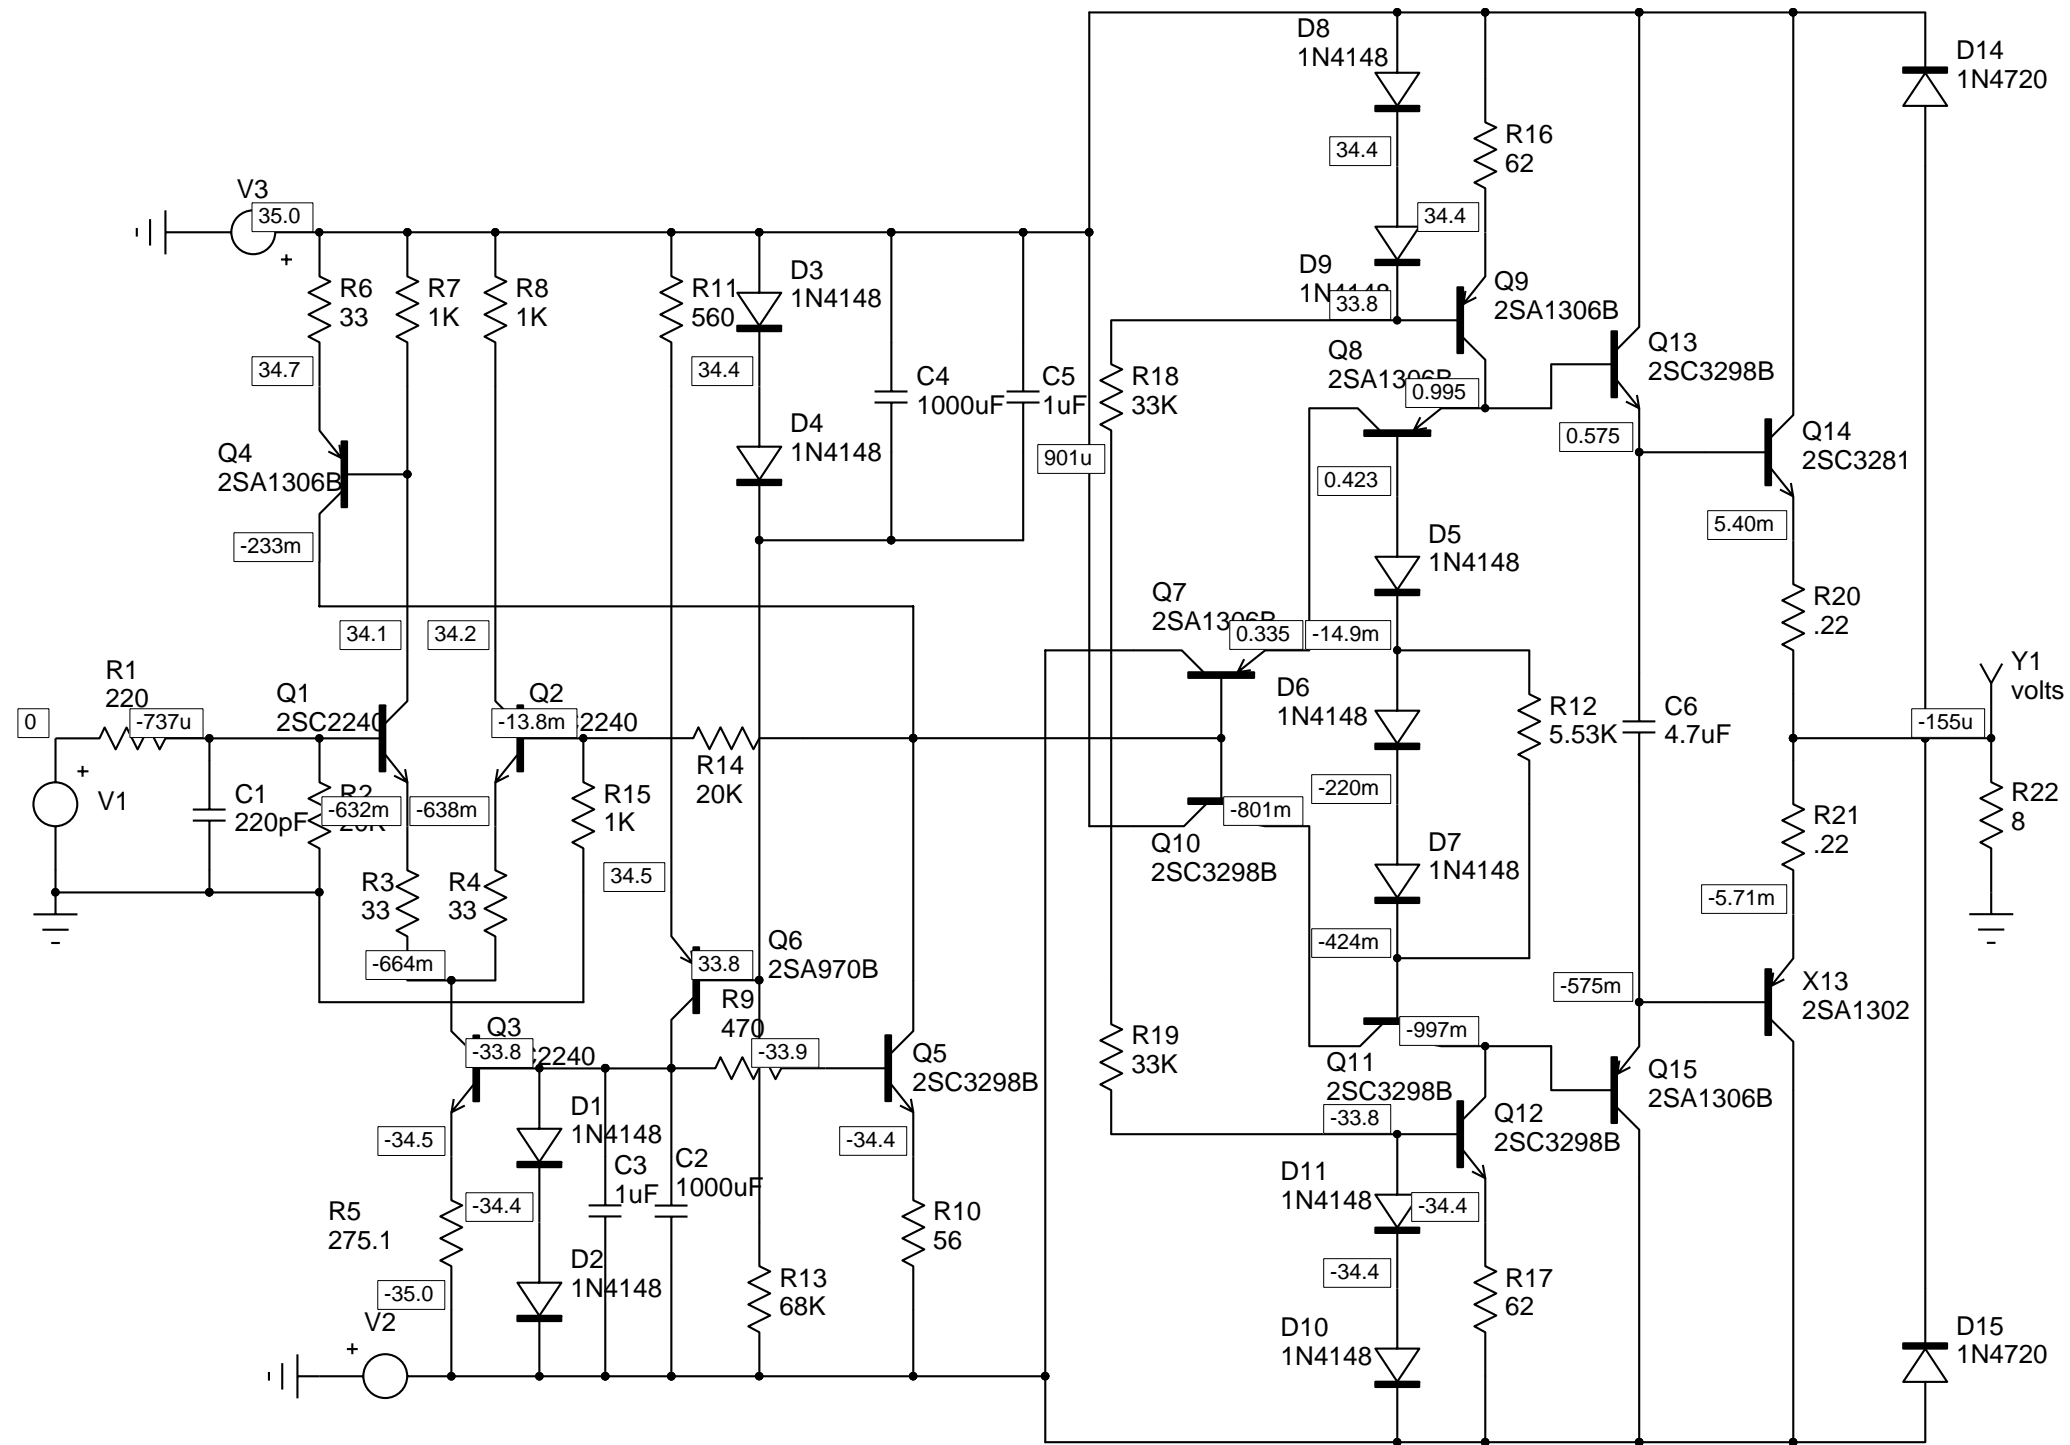 D8
1N4148
D14
1N4720
R16
62
34.4
V3
35.0
+
34.4
R6
33
R7
1K
R8
1K
R11
560
D3
1N4148
D9
33.8
Q9
2SA1306B
34.7
34.4
C4
1000uF
C5
1uF
R18
33K
Q8
2SA1306B
0.995
Q13
2SC3298B
Q4
2SA1306B
D4
1N4148
901u
0.575
Q14
2SC3281
0.423
-233m
5.40m
D5
1N4148
Q7
2SA1306B
R20
.22
34.1
34.2
0.335
-14.9m
R1
220
Q1
2SC2240
Q2
D6
1N4148
Y1
volts
0
-737u
-13.8m
R12
5.53K
C6
4.7uF
-155u
+
V1
C1
220pF
R2
-632m
-638m
R14
20K
R15
1K
-220m
-801m
R22
8
R21
.22
Q10
2SC3298B
D7
1N4148
R3
33
R4
33
34.5
-5.71m
-664m
33.8
Q6
2SA970B
-424m
-575m
X13
2SA1302
R9
470
Q3
-33.8
-33.9
Q5
2SC3298B
R19
33K
-997m
Q11
2SC3298B
Q15
2SA1306B
-34.5
D1
1N4148
-34.4
-33.8
Q12
2SC3298B
C3
1uF
C2
1000uF
D11
1N4148
-34.4
R5
275.1
-34.4
R10
56
D2
1N4148
-34.4
-35.0
R13
68K
R17
62
V2
+
D10
1N4148
D15
1N4720